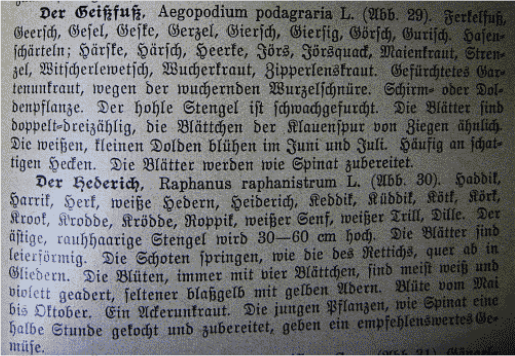 Der Geißfuß, Aegopodium podagraria L. (Abb. 29). Ferkelfuß,
Geersch, Gesel, Geske, Gerzel, Giersch, Giersig, Görsch, Gurisch. Hasen-
schärteln; Härske, Härsch, Heerke, Jörs, Jörsquack, Maienkraut, Stren-
zel, Witscherlewetsch, Wucherkraut, Zipperlenskraut. Gefürchtetes Gar-
tenunkraut, wegen der wuchernden Wurzelschnüre. Schirm- oder Dol-
denpflanze. Der hohle Stengel ist schwachgefurcht. Die Blätter sind
doppelt-dreizählig, die Blättchen der Klauenspur von Ziegen ähnlich.
Die weißen, kleinen Dolden blühen im Juni und Juli. Häufig an schat-
tigen Hecken. Die Blätter werden wie Spinat zubereitet.
Der Hederich, Raphanus raphanistrum L. (Abb. 30). Haddik,
Harrik, Herk, weiße Hedern, Heiderich, Keddik, Küddik, Kötk, Körk,
Krook, Krodde, Krödde, Roppik, weißer Senf, weißer Trill, Dille. Der
ästige, rauhhaarige Stengel wird 30—60 cm hoch. Die Blätter sind
leierförmig. Die Schoten springen, wie die des Rettichs, quer ab in
Gliedern. Die Blüten, immer mit vier Blättchen, sind meist weiß und
violett geadert, seltener blaßgelb mit gelben Adern. Blüte vom Mai
bis Oktober. Ein Ackerunkraut. Die jungen Pflanzen, wie Spinat eine
halbe Stunde gekocht und zubereitet, geben ein empfehlenswertes Ge-
müse.